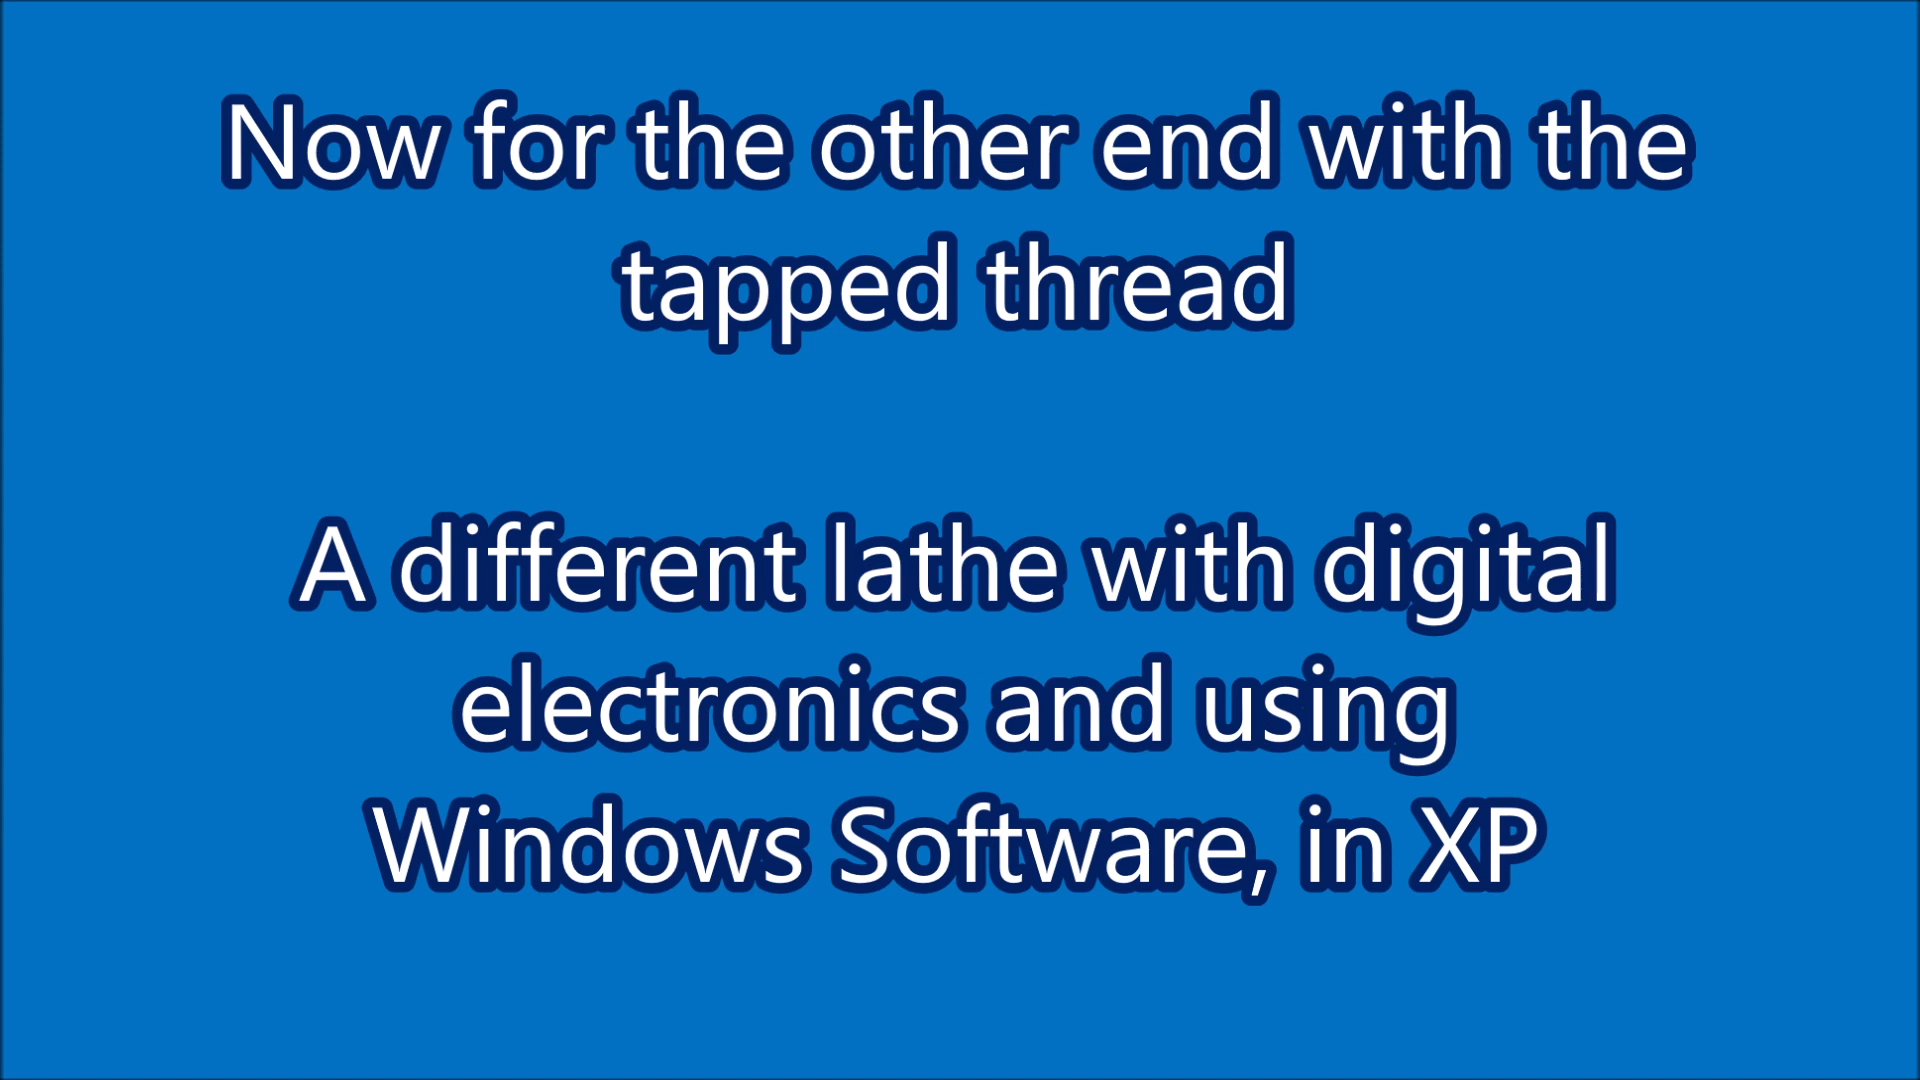 Now for the other end with the
tapped thread
A different lathe with digital
electronics and using
Windows Software, in XP